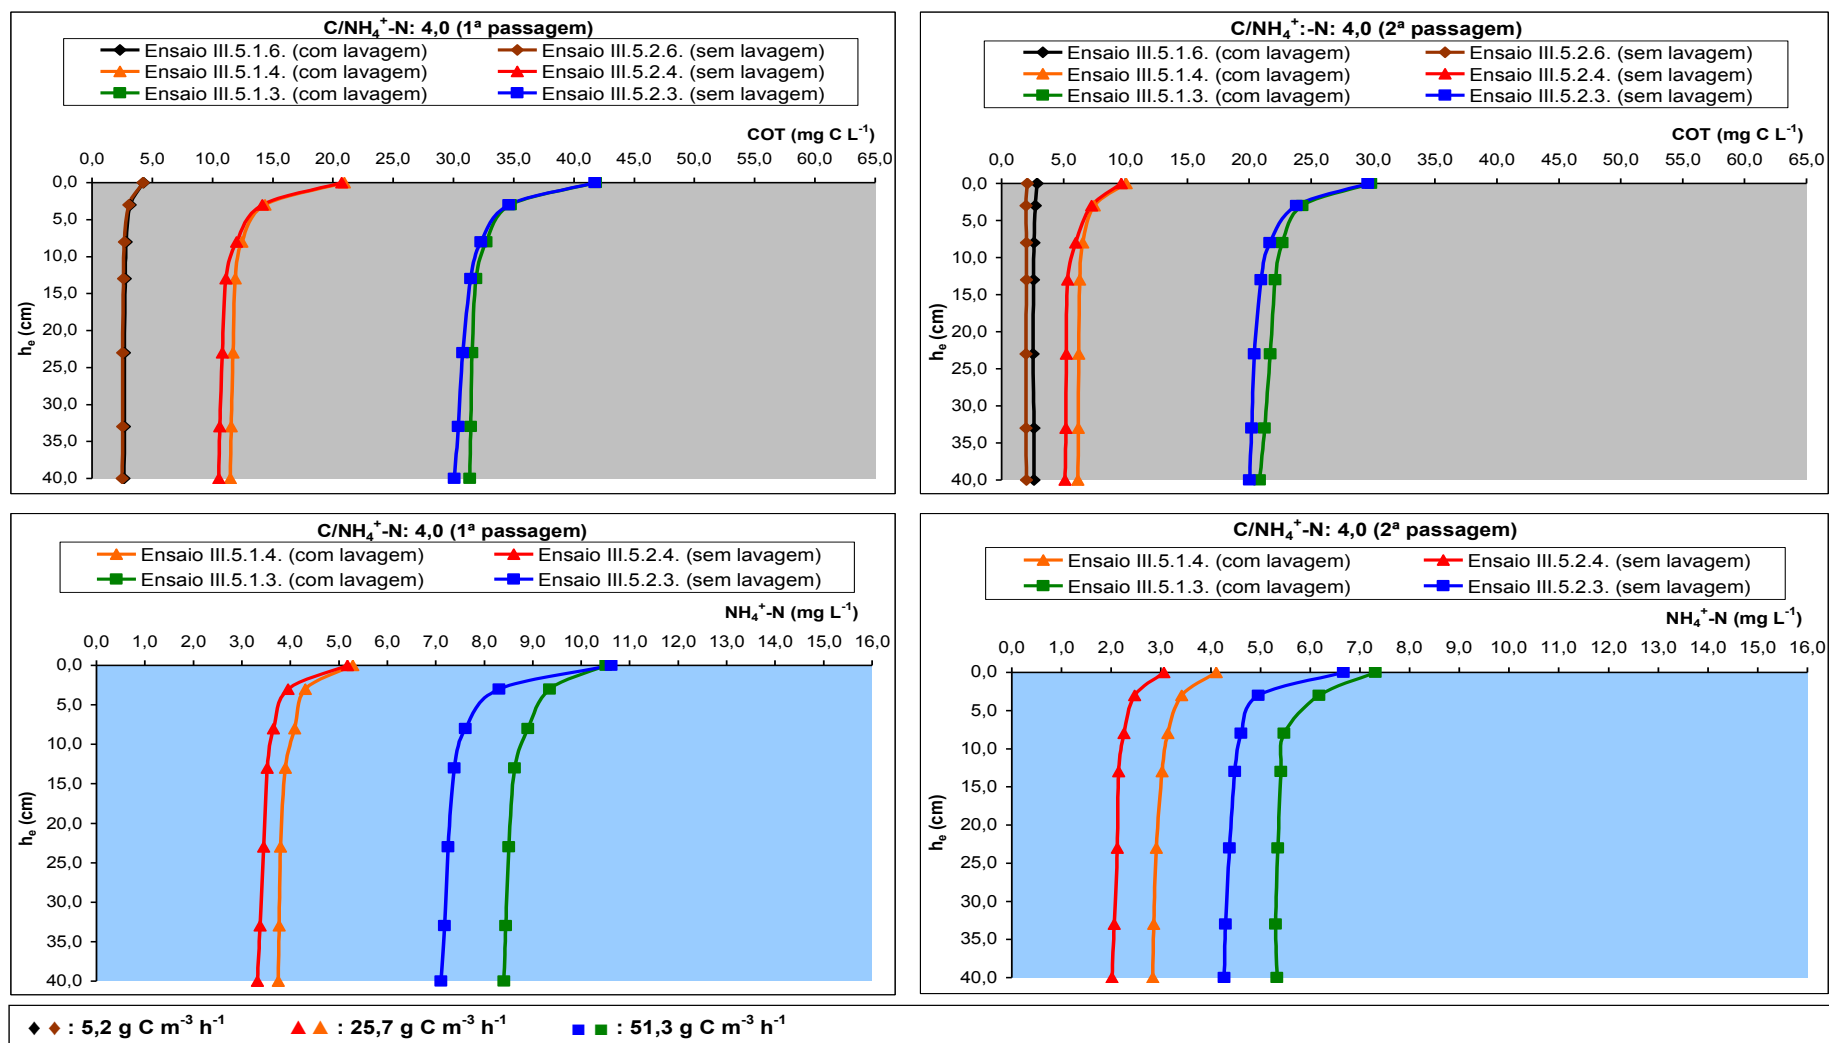 C/NH₄⁺-N: 4,0 (1ª passagem)
Ensaio III.5.1.6. (com lavagem) Ensaio III.5.2.6. (sem lavagem)
Ensaio III.5.1.4. (com lavagem) Ensaio III.5.2.4. (sem lavagem)
Ensaio III.5.1.3. (com lavagem) Ensaio III.5.2.3. (sem lavagem)
COT (mg C L⁻¹)
0,0 5,0 10,0 15,0 20,0 25,0 30,0 35,0 40,0 45,0 50,0 55,0 60,0 65,0
0,0
5,0
10,0
15,0
20,0
25,0
30,0
35,0
40,0
hₑ (cm)
C/NH₄⁺:-N: 4,0 (2ª passagem)
Ensaio III.5.1.6. (com lavagem) Ensaio III.5.2.6. (sem lavagem)
Ensaio III.5.1.4. (com lavagem) Ensaio III.5.2.4. (sem lavagem)
Ensaio III.5.1.3. (com lavagem) Ensaio III.5.2.3. (sem lavagem)
COT (mg C L⁻¹)
0,0 5,0 10,0 15,0 20,0 25,0 30,0 35,0 40,0 45,0 50,0 55,0 60,0 65,0
0,0
5,0
10,0
15,0
20,0
25,0
30,0
35,0
40,0
hₑ (cm)
C/NH₄⁺-N: 4,0 (1ª passagem)
Ensaio III.5.1.4. (com lavagem) Ensaio III.5.2.4. (sem lavagem)
Ensaio III.5.1.3. (com lavagem) Ensaio III.5.2.3. (sem lavagem)
NH₄⁺-N (mg L⁻¹)
0,0 1,0 2,0 3,0 4,0 5,0 6,0 7,0 8,0 9,0 10,0 11,0 12,0 13,0 14,0 15,0 16,0
0,0
5,0
10,0
15,0
20,0
25,0
30,0
35,0
40,0
hₑ (cm)
C/NH₄⁺-N: 4,0 (2ª passagem)
Ensaio III.5.1.4. (com lavagem) Ensaio III.5.2.4. (sem lavagem)
Ensaio III.5.1.3. (com lavagem) Ensaio III.5.2.3. (sem lavagem)
NH₄⁺-N (mg L⁻¹)
0,0 1,0 2,0 3,0 4,0 5,0 6,0 7,0 8,0 9,0 10,0 11,0 12,0 13,0 14,0 15,0 16,0
0,0
5,0
10,0
15,0
20,0
25,0
30,0
35,0
40,0
hₑ (cm)
: 5,2 g C m⁻³ h⁻¹ : 25,7 g C m⁻³ h⁻¹ : 51,3 g C m⁻³ h⁻¹